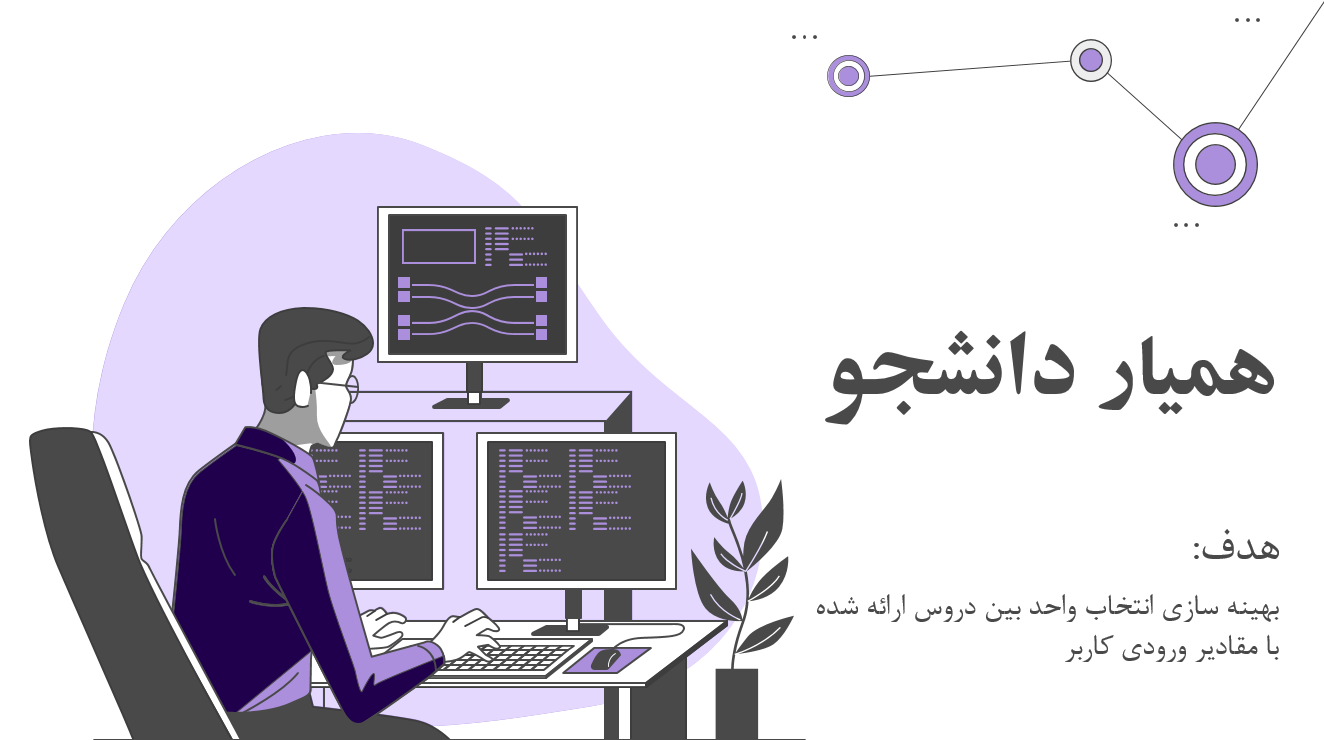 همیار دانشجو
هدف:
بهینه سازی انتخاب واحد بین دروس ارائه شده
با مقادیر ورودی کاربر